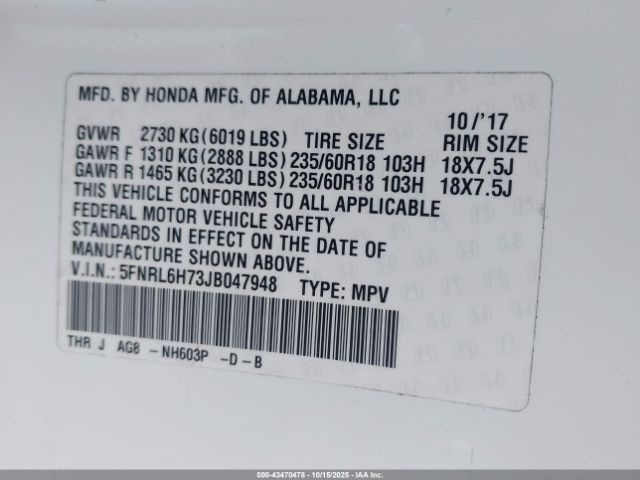 MFD. BY HONDA MFG. OF ALABAMA, LLC
10/'17
GVWR 2730 KG(6019 LBS) TIRE SIZE RIM SIZE
GAWR F 1310 KG(2888 LBS)235/60R18 103H 18X7.5J
GAWR R 1465 KG(3230 LBS)235/60R18 103H 18X7.5J
THIS VEHICLE CONFORMS TO ALL APPLICABLE
FEDERAL MOTOR VEHICLE SAFETY
STANDARDS IN EFFECT ON THE DATE OF
MANUFACTURE SHOWN ABOVE.
V.I.N.: 5FNRL6H73JB047948 TYPE: MPV
THR J AG8 -NH603P -D-B
000-43470478 - 10/15/2025 - IAA Inc.